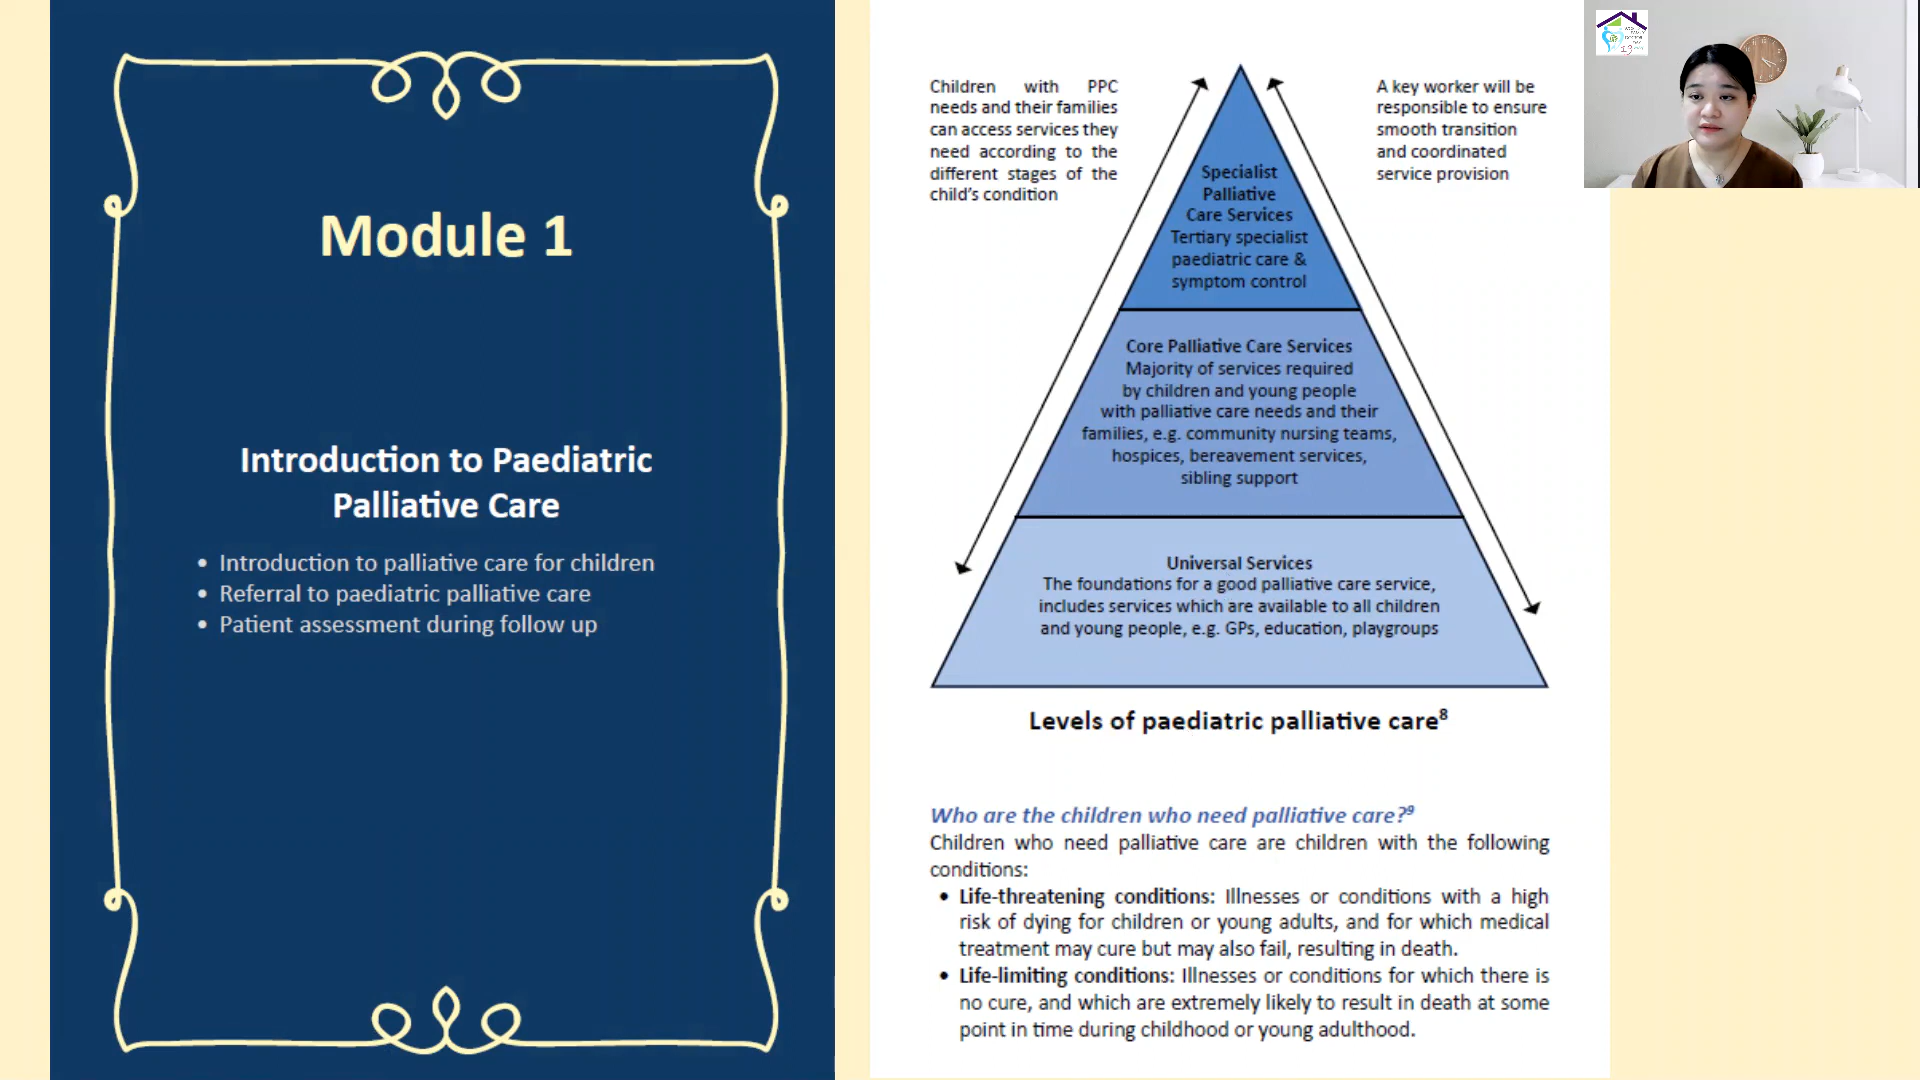 Module 1
Introduction to Paediatric
Palliative Care
• Introduction to palliative care for children
• Referral to paediatric palliative care
• Patient assessment during follow up
Children with PPC
needs and their families
can access services they
need according to the
different stages of the
child's condition
A key worker will be
responsible to ensure
smooth transition
and coordinated
service provision
Specialist
Palliative
Care Services
Tertiary specialist
paediatric care &
symptom control
Core Palliative Care Services
Majority of services required
by children and young people
with palliative care needs and their
families, e.g. community nursing teams,
hospices, bereavement services,
sibling support
Universal Services
The foundations for a good palliative care service,
includes services which are available to all children
and young people, e.g. GPs, education, playgroups
Levels of paediatric palliative care⁸
Who are the children who need palliative care?⁹
Children who need palliative care are children with the following
conditions:
• Life-threatening conditions: Illnesses or conditions with a high
risk of dying for children or young adults, and for which medical
treatment may cure but may also fail, resulting in death.
• Life-limiting conditions: Illnesses or conditions for which there is
no cure, and which are extremely likely to result in death at some
point in time during childhood or young adulthood.